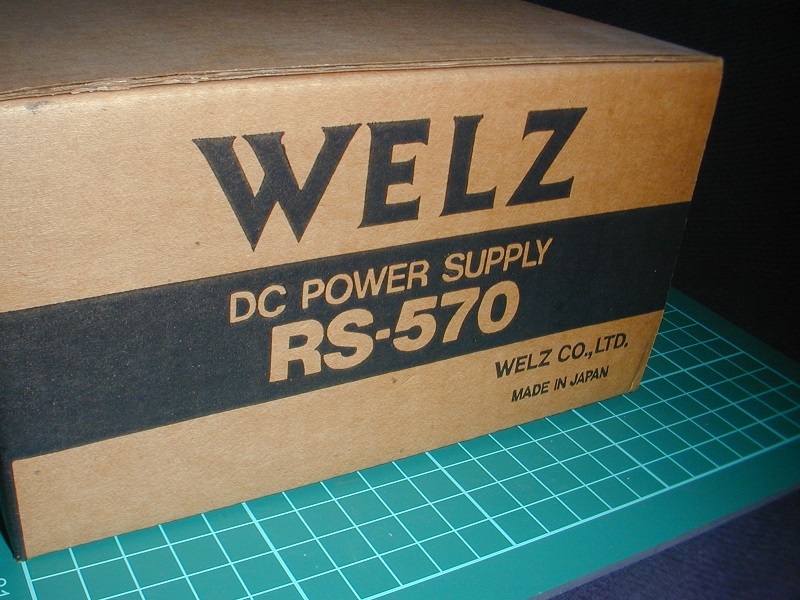 WELZ
DC POWER SUPPLY
RS-570
WELZ CO.,LTD.
MADE IN JAPAN